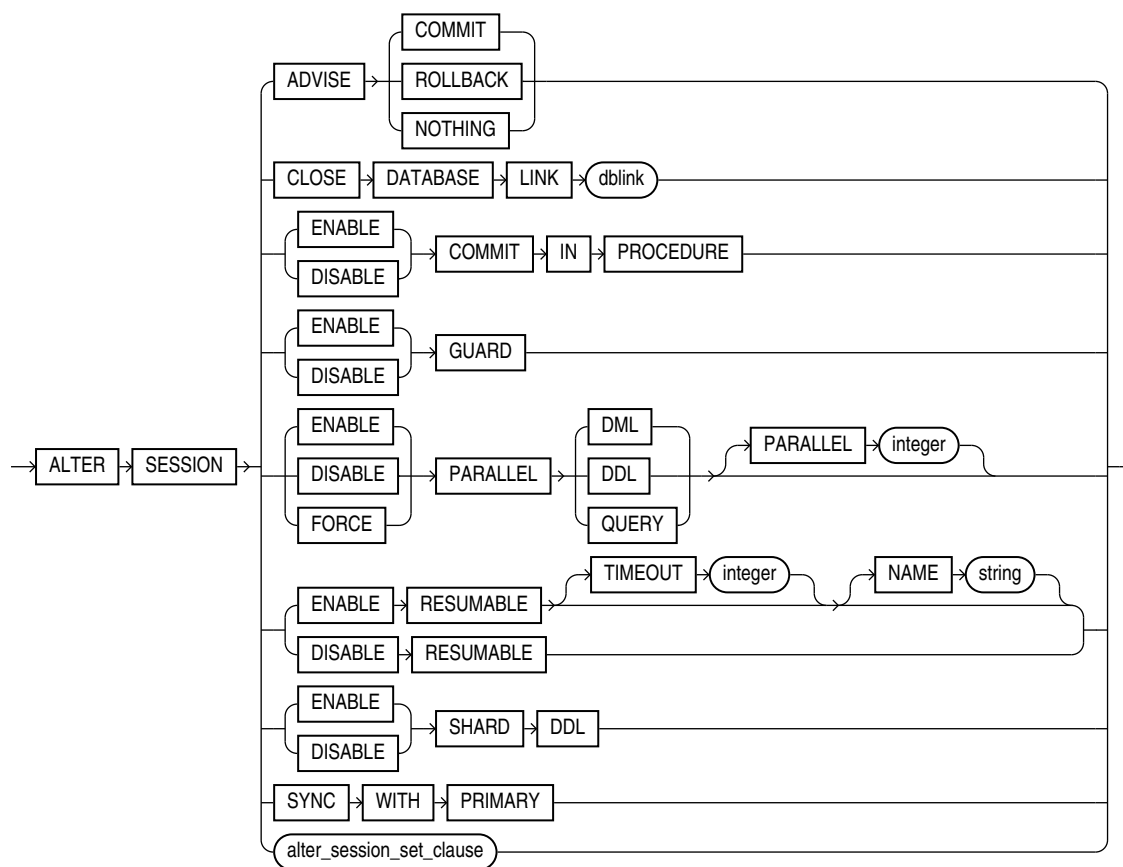 COMMIT
ADVISE ROLLBACK
NOTHING
CLOSE DATABASE LINK dblink
ENABLE
COMMIT IN PROCEDURE
DISABLE
ENABLE
GUARD
DISABLE
ENABLE DML PARALLEL integer
ALTER SESSION DISABLE PARALLEL DDL
FORCE QUERY
TIMEOUT integer NAME string
ENABLE RESUMABLE
DISABLE RESUMABLE
ENABLE
SHARD DDL
DISABLE
SYNC WITH PRIMARY
alter_session_set_clause